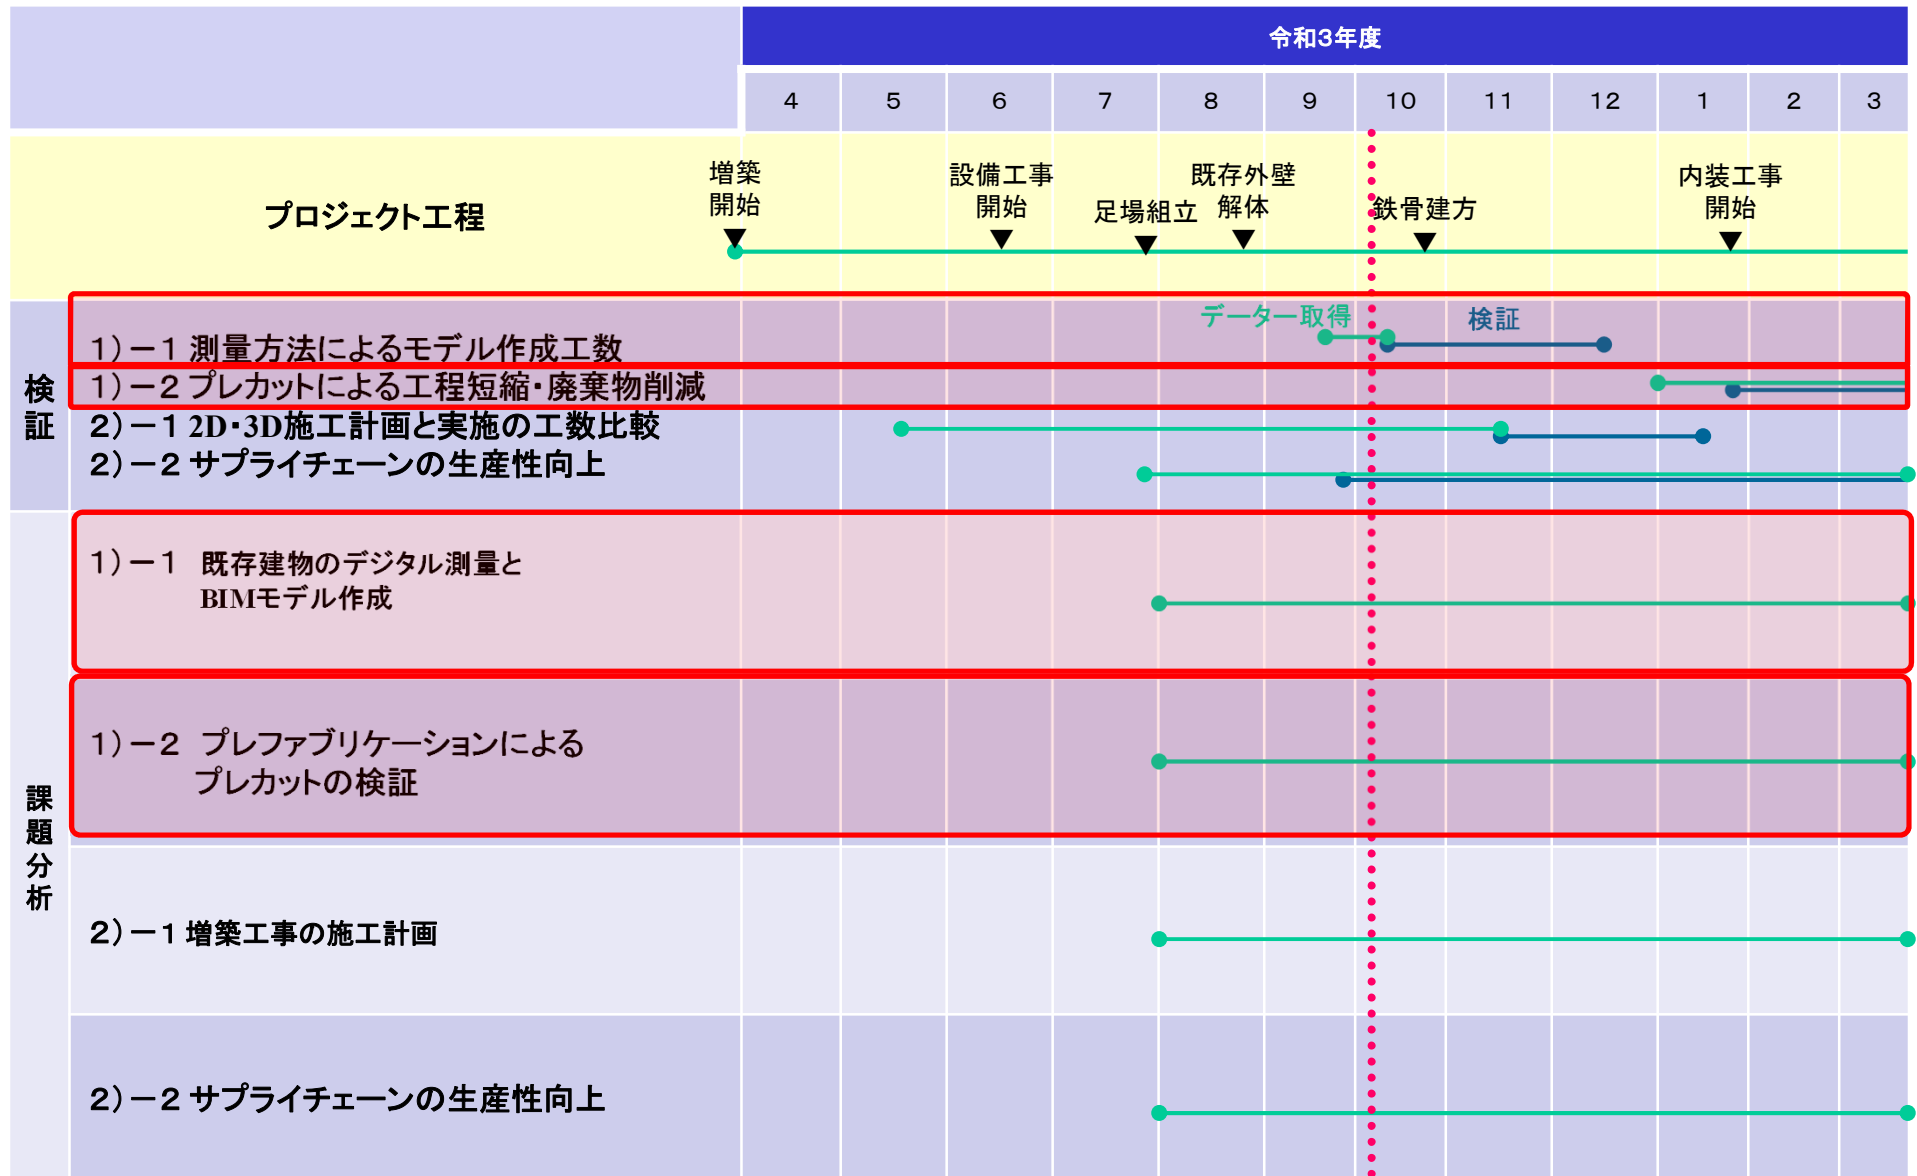 令和３年度
４ ５ ６ ７ ８ ９ １０ １１ １２ １ ２ ３
プロジェクト工程
増築
開始
設備工事
開始
足場組立
既存外壁
解体
鉄骨建方
内装工事
開始
検証
データー取得
検証
１）－１ 測量方法によるモデル作成工数
１）－２ プレカットによる工程短縮・廃棄物削減
２）－１ 2D・3D施工計画と実施の工数比較
２）－２ サプライチェーンの生産性向上
課題分析
１）－１ 既存建物のデジタル測量と
BIMモデル作成
１）－２ プレファブリケーションによる
プレカットの検証
２）－１ 増築工事の施工計画
２）－２ サプライチェーンの生産性向上